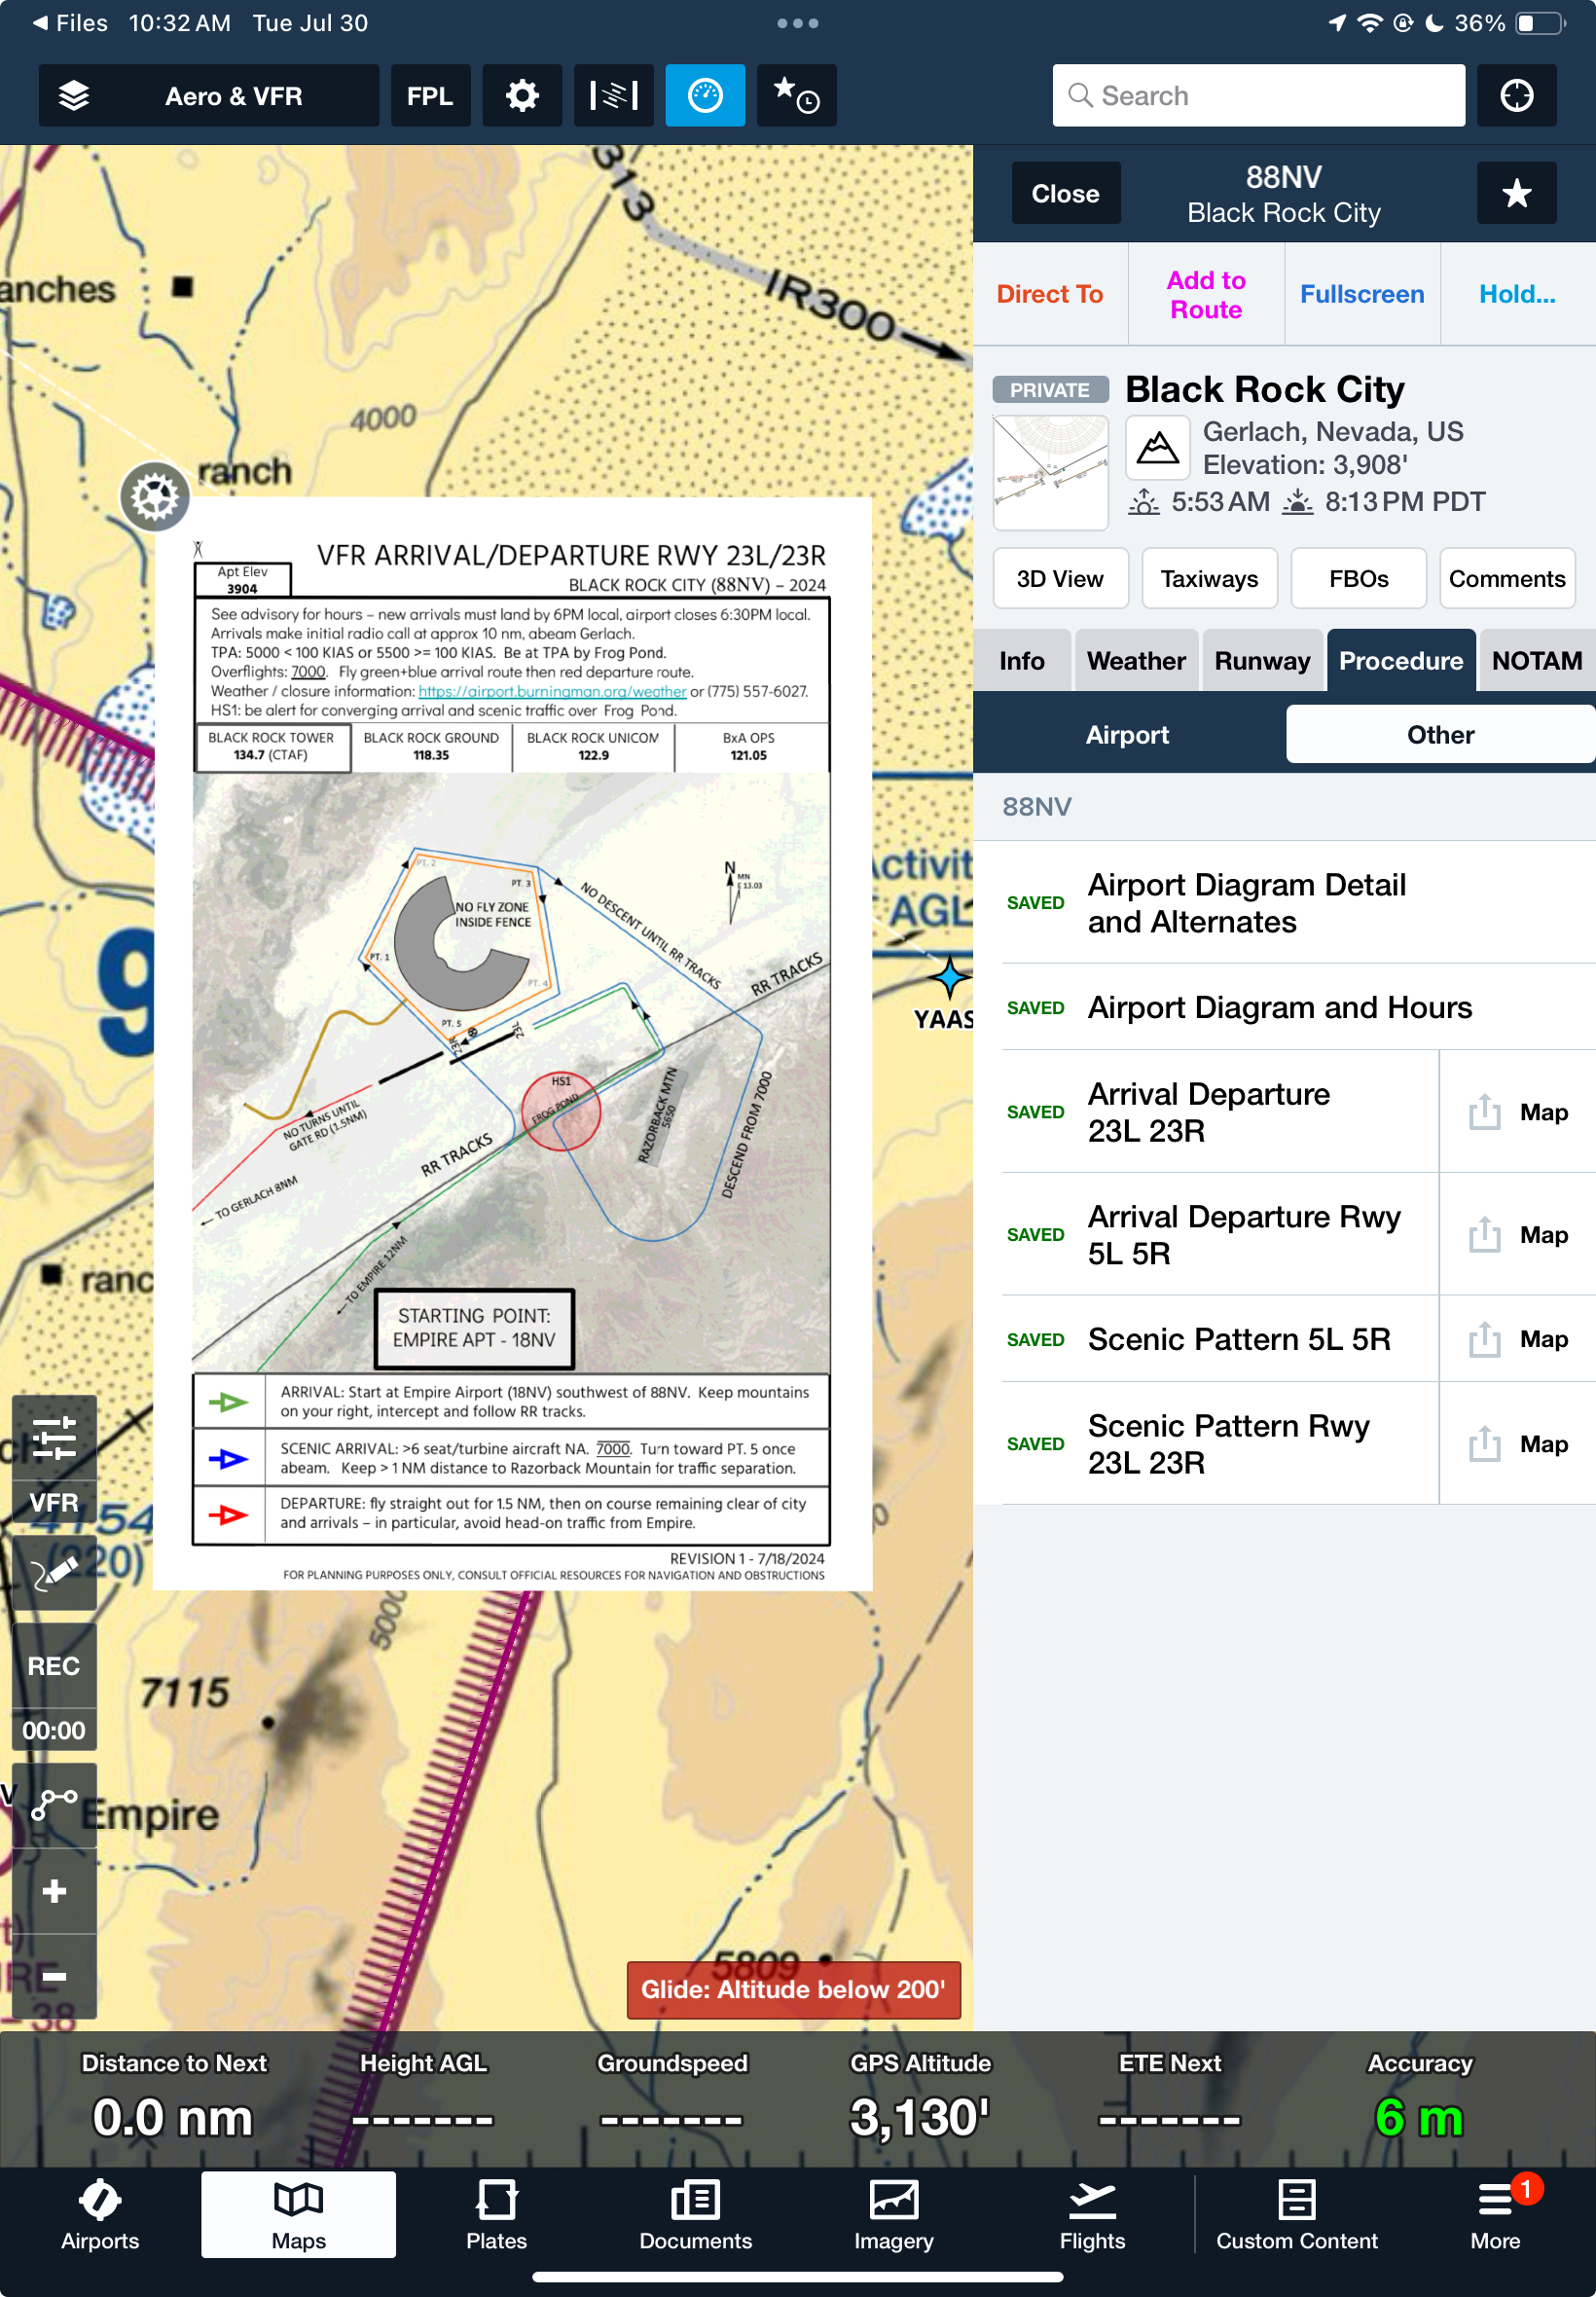 Files 10:32 AM Tue Jul 30
36%
Aero & VFR
FPL
Search
Close
88NV
Black Rock City
Direct To
Add to
Route
Fullscreen
Hold...
PRIVATE
Black Rock City
Gerlach, Nevada, US
Elevation: 3,908'
5:53 AM
8:13 PM PDT
3D View
Taxiways
FBOs
Comments
Info
Weather
Runway
Procedure
NOTAM
Airport
Other
88NV
SAVED
Airport Diagram Detail
and Alternates
SAVED
Airport Diagram and Hours
SAVED
Arrival Departure
23L 23R
Map
SAVED
Arrival Departure Rwy
5L 5R
Map
SAVED
Scenic Pattern 5L 5R
Map
SAVED
Scenic Pattern Rwy
23L 23R
Map
313
IR300
anches
4000
ranch
VFR ARRIVAL/DEPARTURE RWY 23L/23R
BLACK ROCK CITY (88NV) – 2024
Apt Elev
3904
See advisory for hours – new arrivals must land by 6PM local, airport closes 6:30PM local.
Arrivals make initial radio call at approx 10 nm, abeam Gerlach.
TPA: 5000 < 100 KIAS or 5500 >= 100 KIAS. Be at TPA by Frog Pond.
Overflights: 7000. Fly green+blue arrival route then red departure route.
Weather / closure information: https://airport.burningman.org/weather or (775) 557-6027.
HS1: be alert for converging arrival and scenic traffic over Frog Pond.
BLACK ROCK TOWER
134.7 (CTAF)
BLACK ROCK GROUND
118.35
BLACK ROCK UNICOM
122.9
BxA OPS
121.05
PT. 2
PT. 3
NO FLY ZONE
INSIDE FENCE
PT. 1
PT. 4
PT. 5
N
MN
E 13.03
NO DESCENT UNTIL RR TRACKS
RR TRACKS
23R
23L
HS1
FROG POND
RAZORBACK MTN
5650
DESCEND FROM 7000
NO TURNS UNTIL
GATE RD (1.5NM)
RR TRACKS
TO GERLACH 8NM
TO EMPIRE 12NM
STARTING POINT:
EMPIRE APT - 18NV
ARRIVAL: Start at Empire Airport (18NV) southwest of 88NV. Keep mountains
on your right, intercept and follow RR tracks.
SCENIC ARRIVAL: >6 seat/turbine aircraft NA. 7000. Turn toward PT. 5 once
abeam. Keep > 1 NM distance to Razorback Mountain for traffic separation.
DEPARTURE: fly straight out for 1.5 NM, then on course remaining clear of city
and arrivals – in particular, avoid head-on traffic from Empire.
REVISION 1 - 7/18/2024
FOR PLANNING PURPOSES ONLY, CONSULT OFFICIAL RESOURCES FOR NAVIGATION AND OBSTRUCTIONS
Activit
AGL
YAAS
9
ranc
VFR
4154
(220)
5000
REC
00:00
7115
Empire
5809
Glide: Altitude below 200'
38
Distance to Next
0.0 nm
Height AGL
-------
Groundspeed
-------
GPS Altitude
3,130'
ETE Next
-------
Accuracy
6 m
Airports
Maps
Plates
Documents
Imagery
Flights
Custom Content
More
1